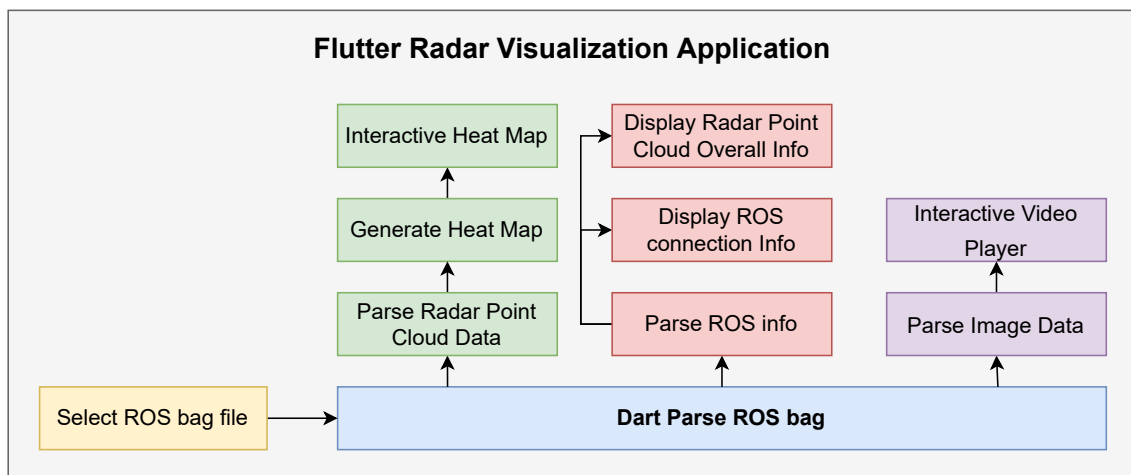 Flutter Radar Visualization Application
Interactive Heat Map
Display Radar Point
Cloud Overall Info
Generate Heat Map
Display ROS
connection Info
Interactive Video
Player
Parse Radar Point
Cloud Data
Parse ROS info
Parse Image Data
Select ROS bag file
Dart Parse ROS bag